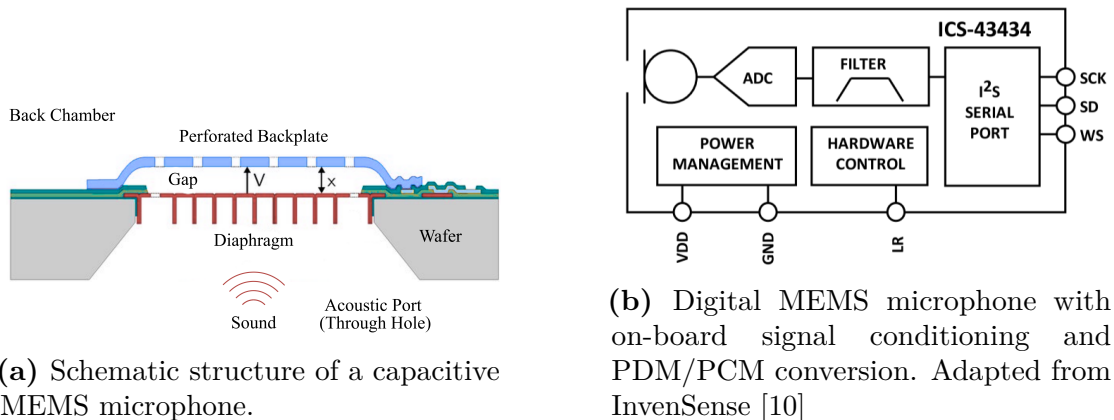 Back Chamber
Perforated Backplate
Gap
V
x
Diaphragm
Wafer
Sound
Acoustic Port
(Through Hole)
(a) Schematic structure of a capacitive
MEMS microphone.
ICS-43434
ADC
FILTER
I²S
SERIAL
PORT
SCK
SD
WS
POWER
MANAGEMENT
HARDWARE
CONTROL
VDD
GND
LR
(b) Digital MEMS microphone with
on-board signal conditioning and
PDM/PCM conversion. Adapted from
InvenSense [10]